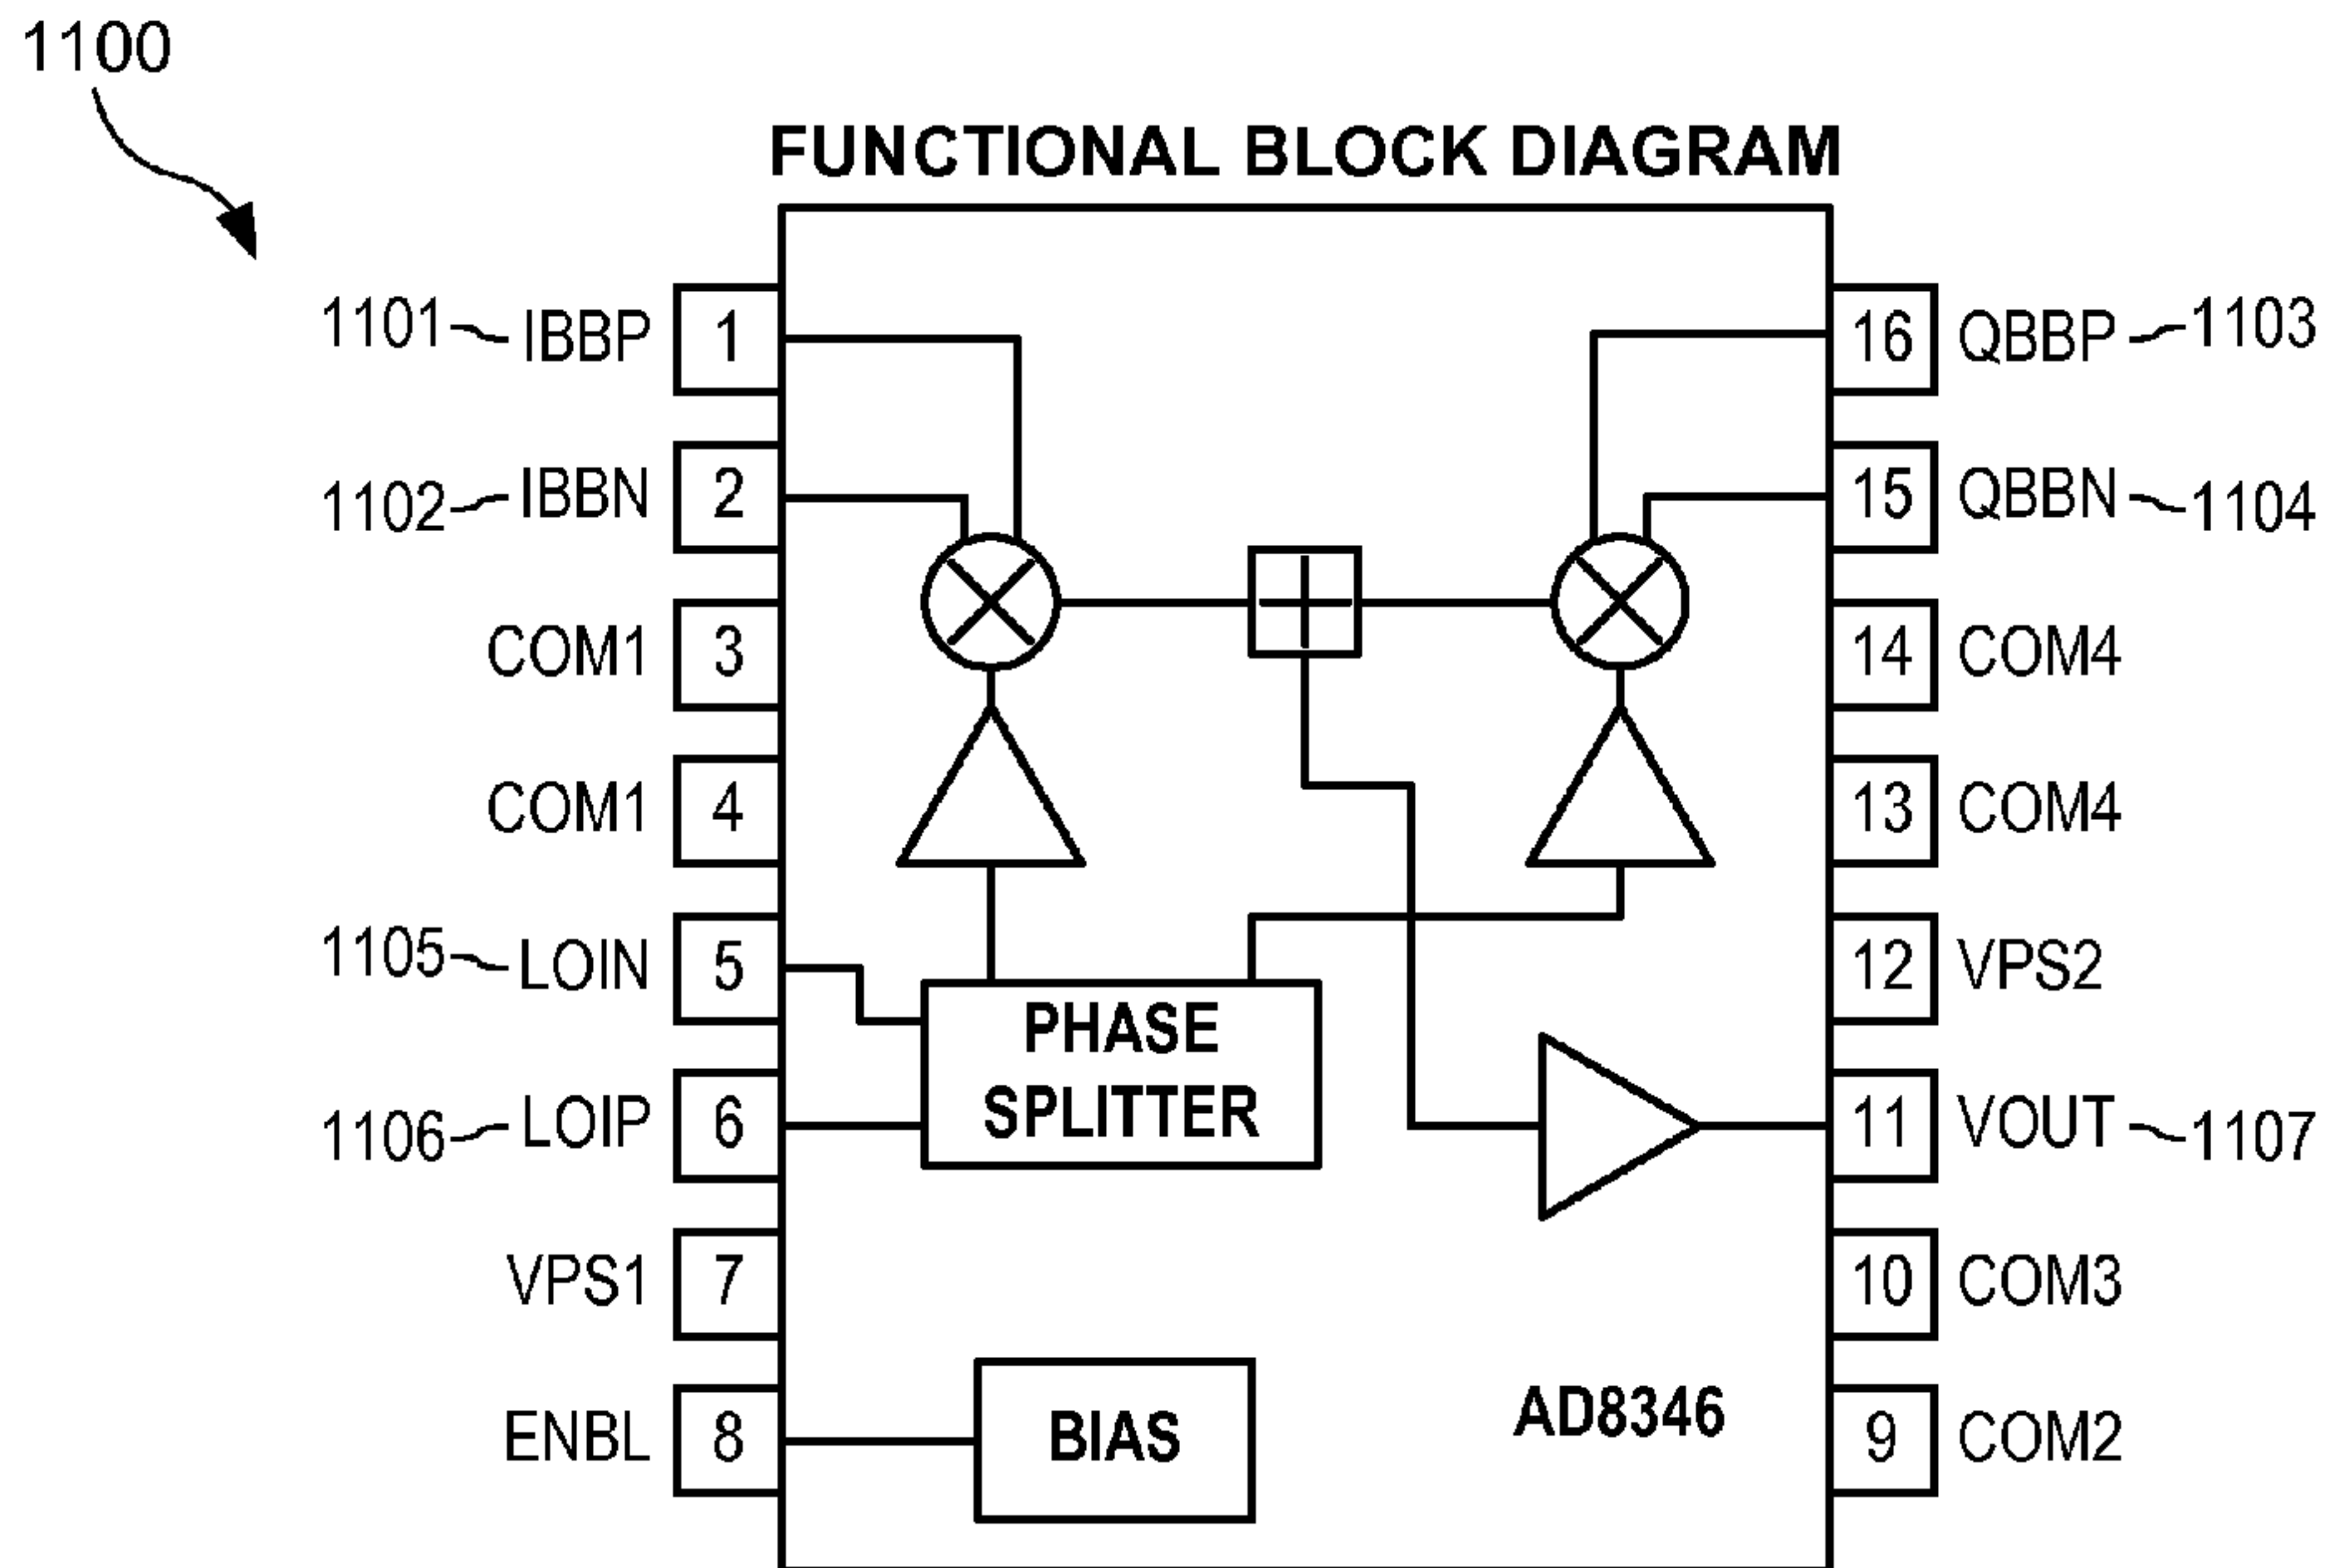 1100
FUNCTIONAL BLOCK DIAGRAM
1101 IBBP 1 16 QBBP 1103
1102 IBBN 2 15 QBBN 1104
COM1 3 14 COM4
COM1 4 13 COM4
1105 LOIN 5 12 VPS2
PHASE
SPLITTER
1106 LOIP 6 11 VOUT 1107
VPS1 7 10 COM3
ENBL 8 BIAS AD8346 9 COM2